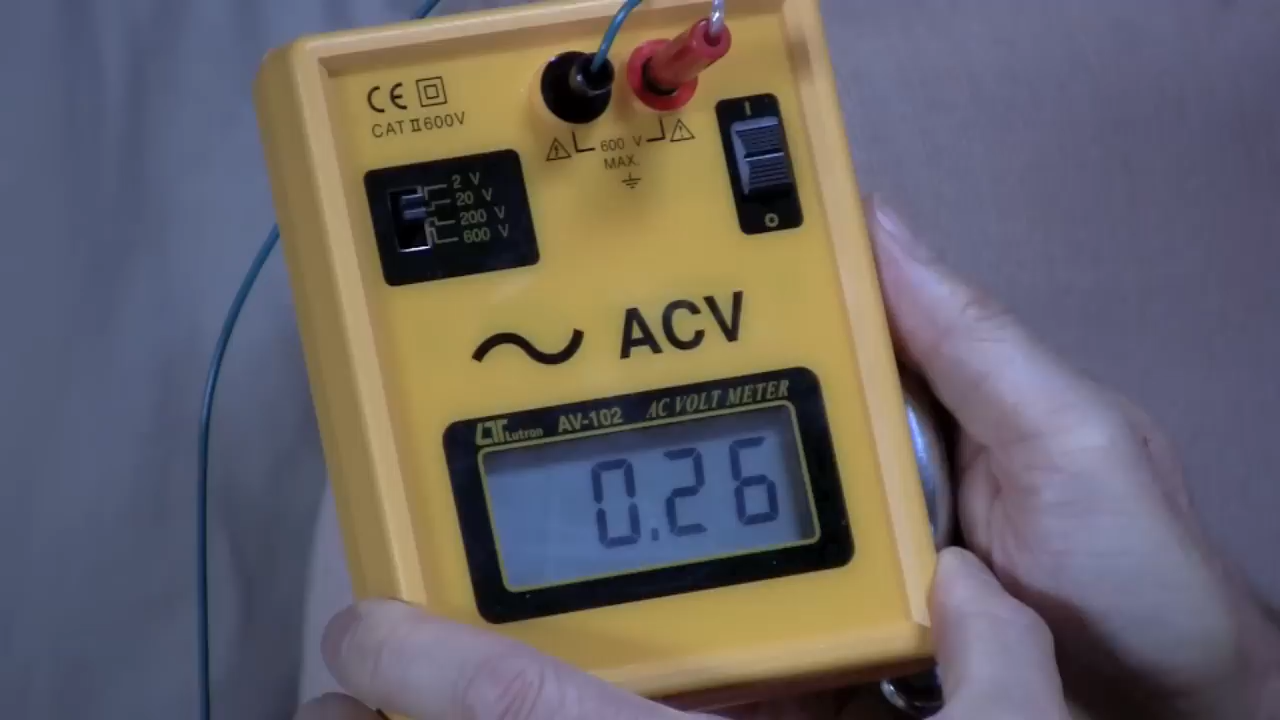 CE
CAT II 600V
600 V
MAX.
I
O
2 V
20 V
200 V
600 V
ACV
LT Lutron AV-102 AC VOLT METER
0.26